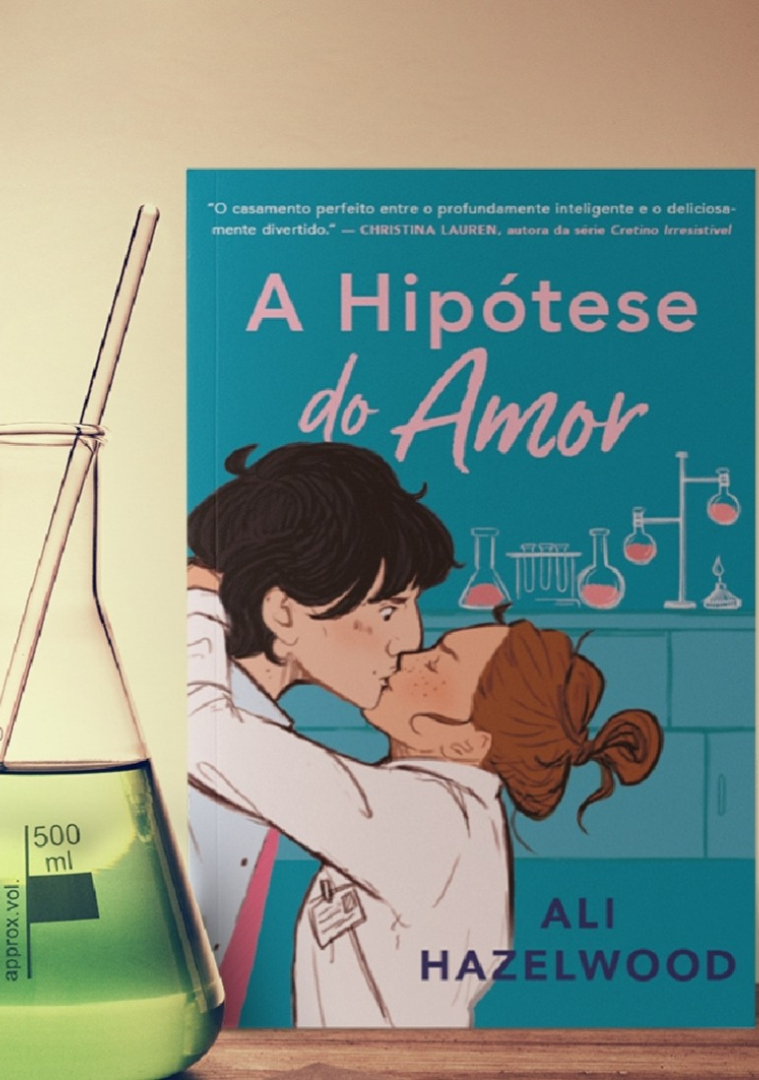 “O casamento perfeito entre o profundamente inteligente e o deliciosa-
mente divertido.” — CHRISTINA LAUREN, autora da série Cretino Irresistível
A Hipótese
do Amor
500
ml
approx.vol.
ALI
HAZELWOOD